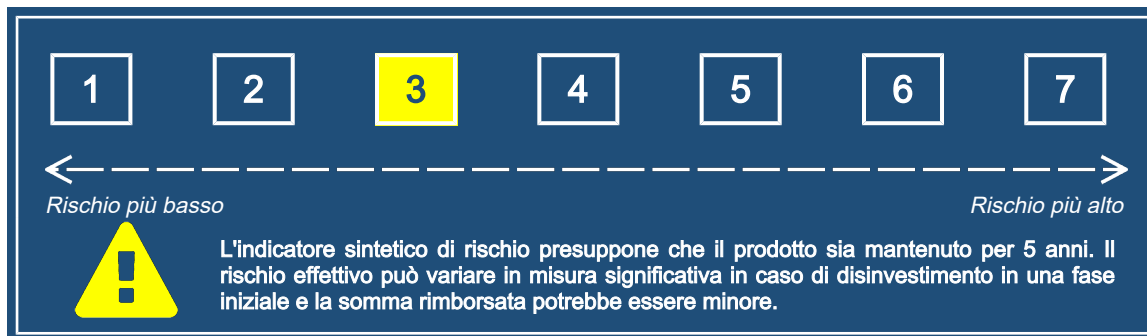 1 2 3 4 5 6 7
Rischio più basso Rischio più alto
L'indicatore sintetico di rischio presuppone che il prodotto sia mantenuto per 5 anni. Il
rischio effettivo può variare in misura significativa in caso di disinvestimento in una fase
iniziale e la somma rimborsata potrebbe essere minore.